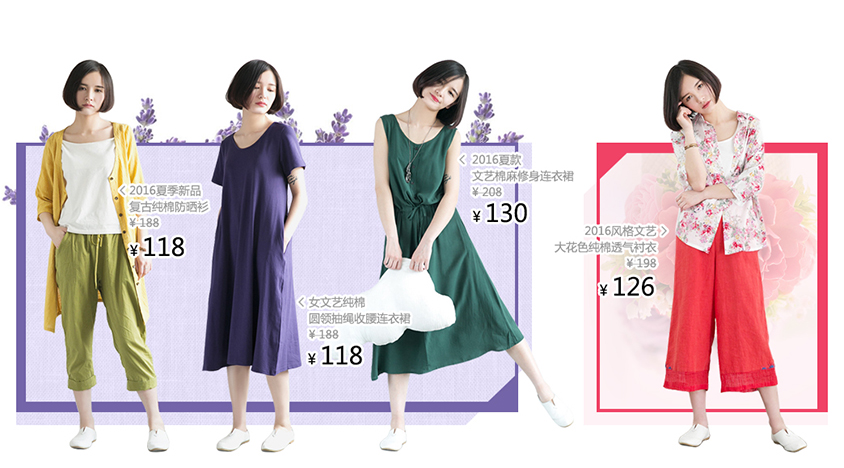 2016夏季新品
复古纯棉防晒衫
¥ 188
¥ 118
女文艺纯棉
圆领抽绳收腰连衣裙
¥ 188
¥ 118
2016夏款
文艺棉麻修身连衣裙
¥ 208
¥ 130
2016风格文艺
大花色纯棉透气衬衣
¥ 198
¥ 126